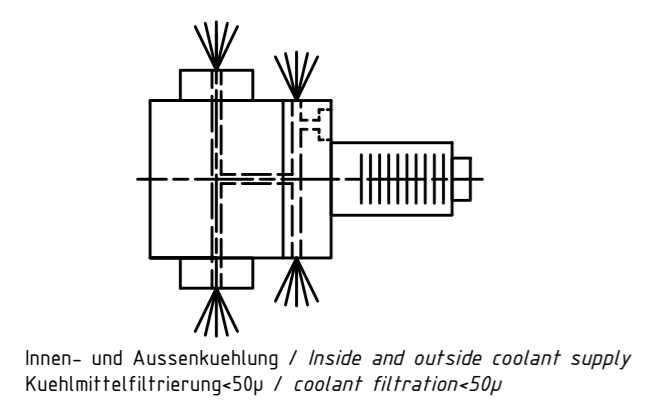 Innen- und Aussenkuehlung / Inside and outside coolant supply
Kuehlmittelfiltrierung<50µ / coolant filtration<50µ